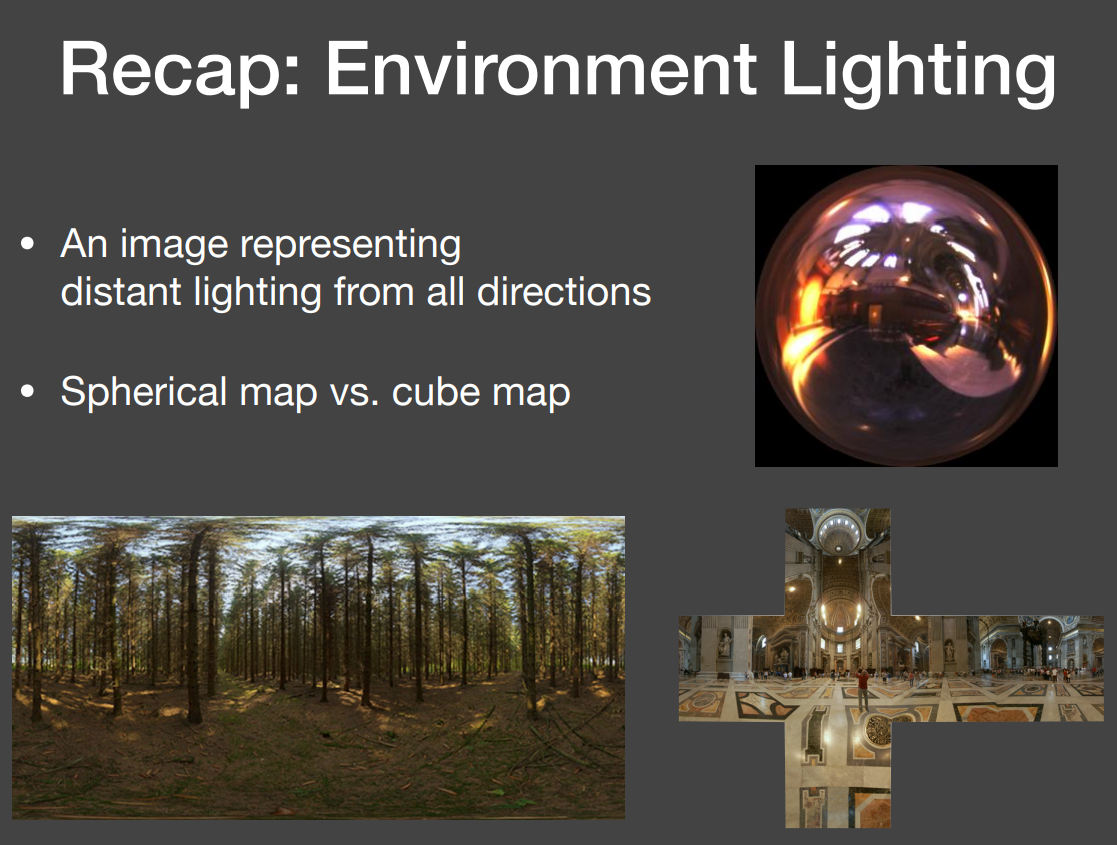 Recap: Environment Lighting
• An image representing
distant lighting from all directions
• Spherical map vs. cube map